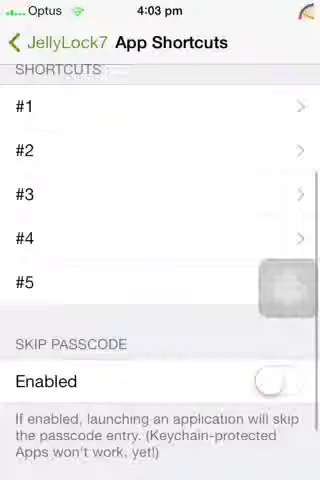 Optus 4:03 pm
JellyLock7 App Shortcuts
SHORTCUTS
#1
#2
#3
#4
#5
SKIP PASSCODE
Enabled
If enabled, launching an application will skip
the passcode entry. (Keychain-protected
Apps won't work, yet!)